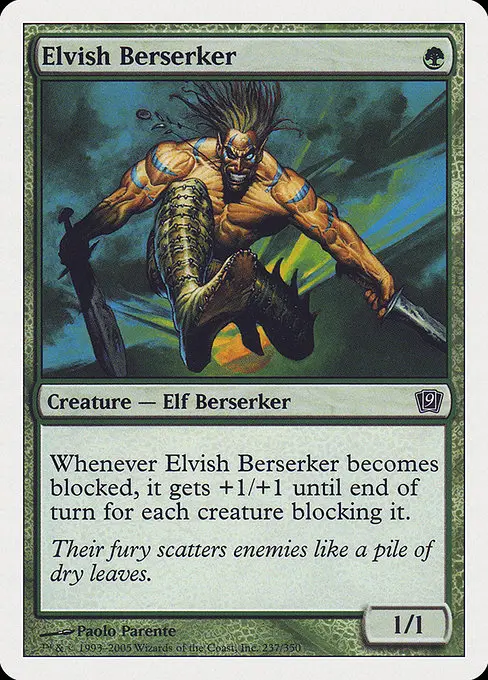 Elvish Berserker
Creature — Elf Berserker
9
Whenever Elvish Berserker becomes
blocked, it gets +1/+1 until end of
turn for each creature blocking it.
Their fury scatters enemies like a pile of
dry leaves.
Paolo Parente
1/1
™ & © 1993–2005 Wizards of the Coast, Inc. 237/350